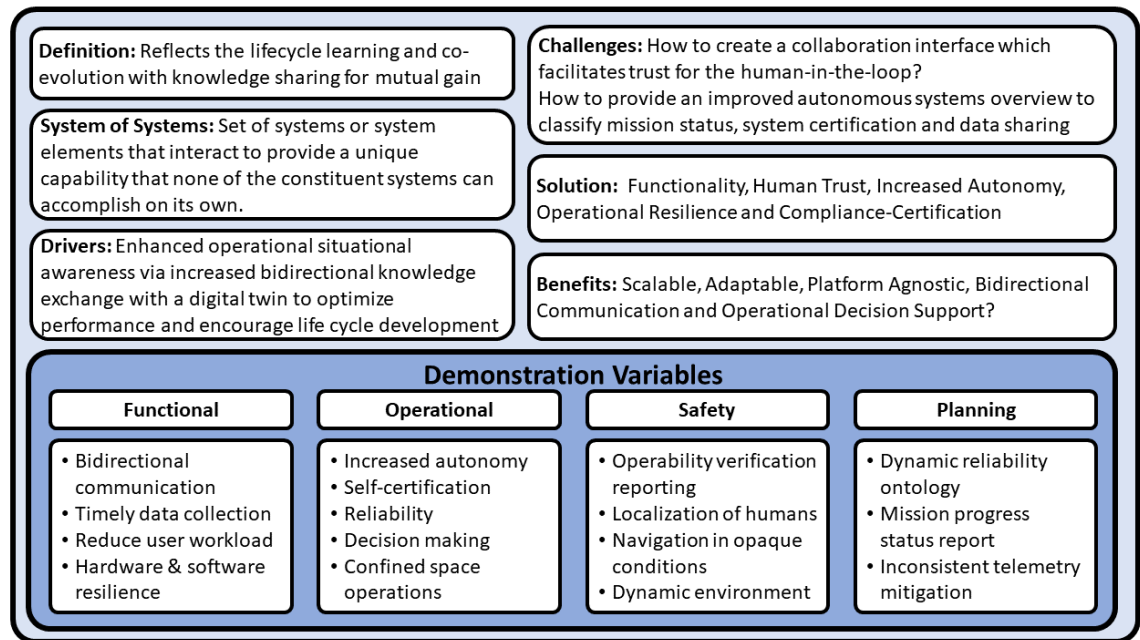 Definition: Reflects the lifecycle learning and co-
evolution with knowledge sharing for mutual gain
System of Systems: Set of systems or system
elements that interact to provide a unique
capability that none of the constituent systems can
accomplish on its own.
Drivers: Enhanced operational situational
awareness via increased bidirectional knowledge
exchange with a digital twin to optimize
performance and encourage life cycle development
Challenges: How to create a collaboration interface which
facilitates trust for the human-in-the-loop?
How to provide an improved autonomous systems overview to
classify mission status, system certification and data sharing
Solution: Functionality, Human Trust, Increased Autonomy,
Operational Resilience and Compliance-Certification
Benefits: Scalable, Adaptable, Platform Agnostic, Bidirectional
Communication and Operational Decision Support?
Demonstration Variables
Functional
• Bidirectional
communication
• Timely data collection
• Reduce user workload
• Hardware & software
resilience
Operational
• Increased autonomy
• Self-certification
• Reliability
• Decision making
• Confined space
operations
Safety
• Operability verification
reporting
• Localization of humans
• Navigation in opaque
conditions
• Dynamic environment
Planning
• Dynamic reliability
ontology
• Mission progress
status report
• Inconsistent telemetry
mitigation